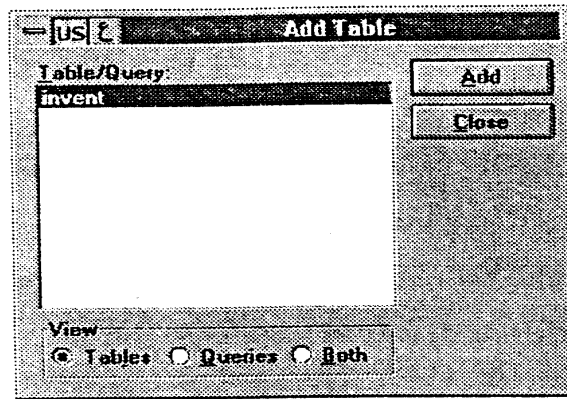 US ع Add Table
Table/Query:
invent
Add
Close
View
Tables Queries Both